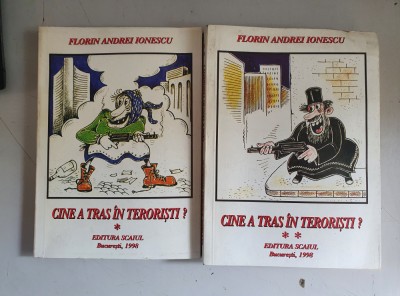 FLORIN ANDREI IONESCU
CINE A TRAS ÎN TERORIȘTI ?
*
EDITURA SCAIUL
București, 1998
FLORIN ANDREI IONESCU
CINE A TRAS ÎN TERORIȘTI ?
* *
EDITURA SCAIUL
București, 1998